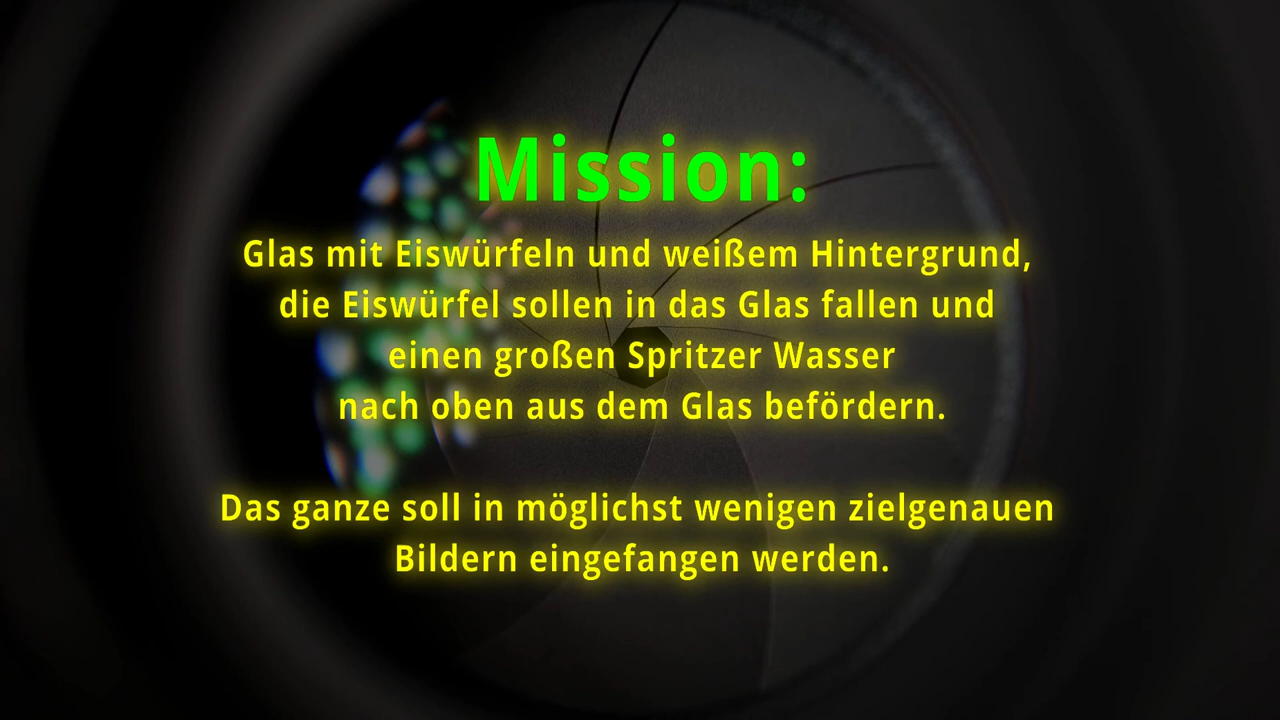 Mission:
Glas mit Eiswürfeln und weißem Hintergrund,
die Eiswürfel sollen in das Glas fallen und
einen großen Spritzer Wasser
nach oben aus dem Glas befördern.
Das ganze soll in möglichst wenigen zielgenauen
Bildern eingefangen werden.